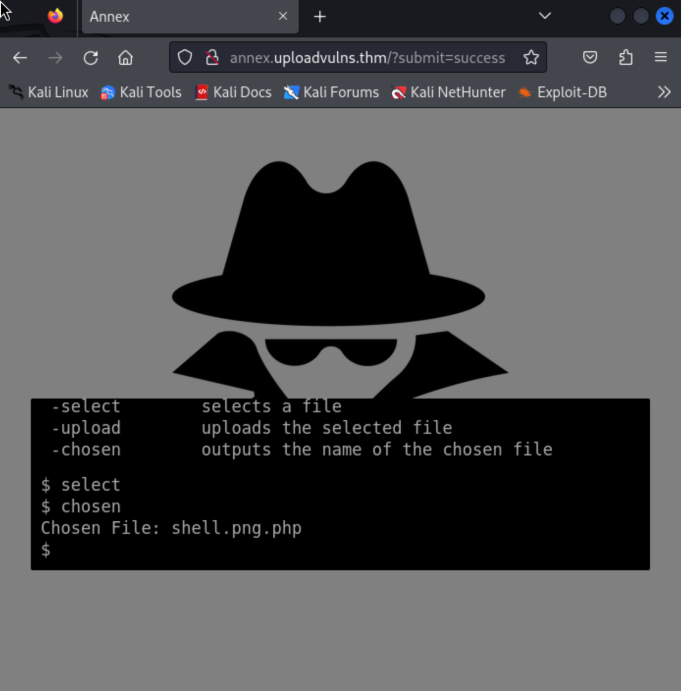 Annex
annex.uploadvulns.thm/?submit=success
Kali Linux Kali Tools Kali Docs Kali Forums Kali NetHunter Exploit-DB
-select selects a file
-upload uploads the selected file
-chosen outputs the name of the chosen file
$ select
$ chosen
Chosen File: shell.png.php
$